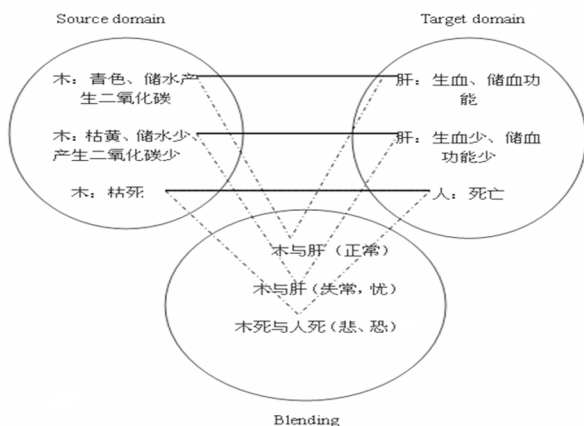 Source domain
Target domain
木：青色、储水产
生二氧化碳
肝：生血、储血功
能
木：枯黄、储水少
产生二氧化碳少
肝：生血少、储血
功能少
木：枯死
人：死亡
木与肝（正常）
木与肝（失常，忧）
木死与人死（悲、恐）
Blending